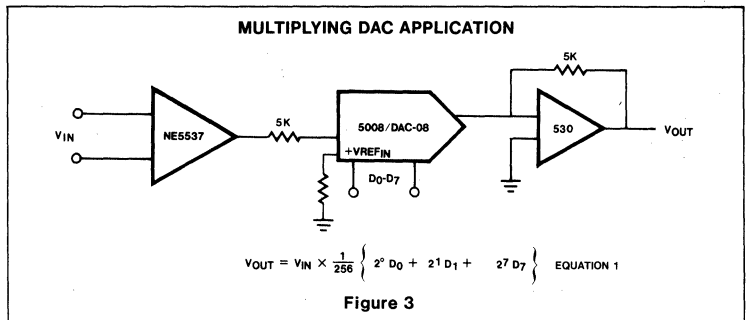 MULTIPLYING DAC APPLICATION
5K
5K
5008/DAC-08
VIN
NE5537
530
VOUT
+VREFIN
D0-D7
VOUT = VIN × 1/256 { 2° D0 + 2¹ D1 + 2⁷ D7 } EQUATION 1
Figure 3